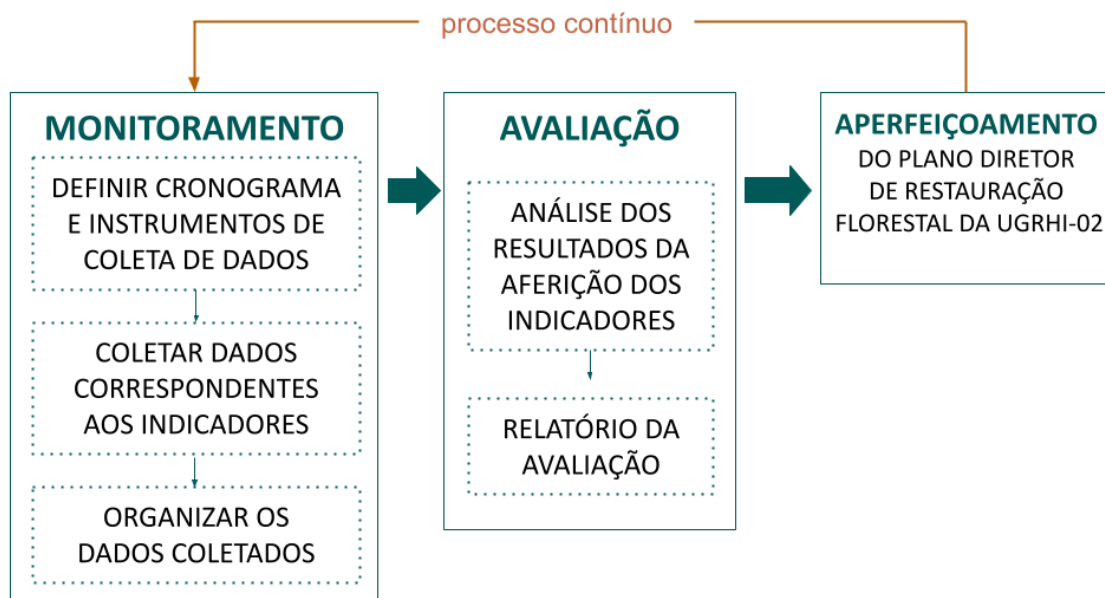 processo contínuo
MONITORAMENTO
DEFINIR CRONOGRAMA
E INSTRUMENTOS DE
COLETA DE DADOS
COLETAR DADOS
CORRESPONDENTES
AOS INDICADORES
ORGANIZAR OS
DADOS COLETADOS
AVALIAÇÃO
ANÁLISE DOS
RESULTADOS DA
AFERIÇÃO DOS
INDICADORES
RELATÓRIO DA
AVALIAÇÃO
APERFEIÇOAMENTO
DO PLANO DIRETOR
DE RESTAURAÇÃO
FLORESTAL DA UGRHI-02